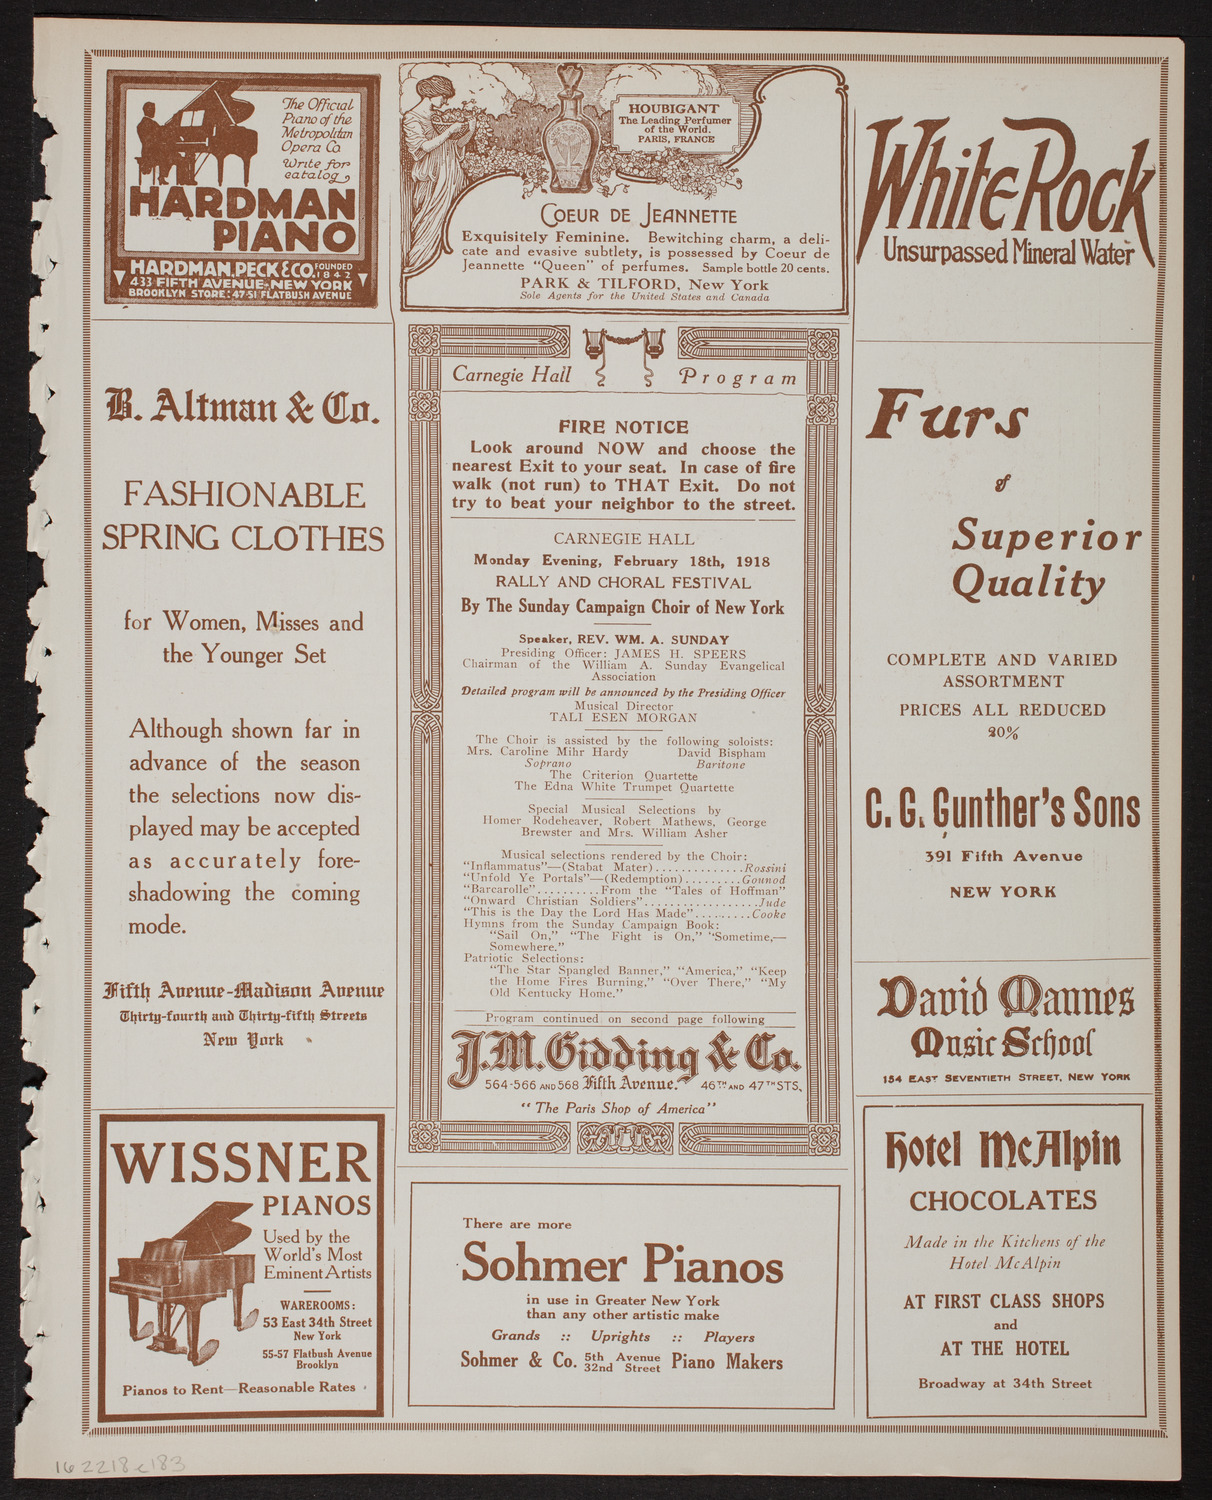 The Official
Piano of the
Metropolitan
Opera Co.
Write for
catalog
HARDMAN
PIANO
HARDMAN, PECK & CO. FOUNDED 1842
433 FIFTH AVENUE-NEW YORK
BROOKLYN STORE: 47-51 FLATBUSH AVENUE
B. Altman & Co.
FASHIONABLE
SPRING CLOTHES
for Women, Misses and
the Younger Set
Although shown far in
advance of the season
the selections now dis-
played may be accepted
as accurately fore-
shadowing the coming
mode.
Fifth Avenue-Madison Avenue
Thirty-fourth and Thirty-fifth Streets
New York
WISSNER
PIANOS
Used by the
World's Most
Eminent Artists
WAREROOMS:
53 East 34th Street
New York
55-57 Flatbush Avenue
Brooklyn
Pianos to Rent—Reasonable Rates
HOUBIGANT
The Leading Perfumer
of the World.
PARIS, FRANCE
COEUR DE JEANNETTE
Exquisitely Feminine. Bewitching charm, a deli-
cate and evasive subtlety, is possessed by Coeur de
Jeannette "Queen" of perfumes. Sample bottle 20 cents.
PARK & TILFORD, New York
Sole Agents for the United States and Canada
Carnegie Hall Program
FIRE NOTICE
Look around NOW and choose the
nearest Exit to your seat. In case of fire
walk (not run) to THAT Exit. Do not
try to beat your neighbor to the street.
CARNEGIE HALL
Monday Evening, February 18th, 1918
RALLY AND CHORAL FESTIVAL
By The Sunday Campaign Choir of New York
Speaker, REV. WM. A. SUNDAY
Presiding Officer: JAMES H. SPEERS
Chairman of the William A. Sunday Evangelical
Association
Detailed program will be announced by the Presiding Officer
Musical Director
TALI ESEN MORGAN
The Choir is assisted by the following soloists:
Mrs. Caroline Mihr Hardy David Bispham
Soprano Baritone
The Criterion Quartette
The Edna White Trumpet Quartette
Special Musical Selections by
Homer Rodeheaver, Robert Mathews, George
Brewster and Mrs. William Asher
Musical selections rendered by the Choir:
"Inflammatus"—(Stabat Mater)..............Rossini
"Unfold Ye Portals"—(Redemption).........Gounod
"Barcarolle"..........From the "Tales of Hoffman"
"Onward Christian Soldiers"..................Jude
"This is the Day the Lord Has Made"..........Cooke
Hymns from the Sunday Campaign Book:
"Sail On," "The Fight is On," "Sometime,—
Somewhere."
Patriotic Selections:
"The Star Spangled Banner," "America," "Keep
the Home Fires Burning," "Over There," "My
Old Kentucky Home."
Program continued on second page following
J.M. Gidding & Co.
564-566 AND 568 Fifth Avenue. 46TH AND 47TH STS.
"The Paris Shop of America"
There are more
Sohmer Pianos
in use in Greater New York
than any other artistic make
Grands :: Uprights :: Players
Sohmer & Co. 5th Avenue 32nd Street Piano Makers
White Rock
Unsurpassed Mineral Water
Furs
of
Superior
Quality
COMPLETE AND VARIED
ASSORTMENT
PRICES ALL REDUCED
20%
C. G. Gunther's Sons
391 Fifth Avenue
NEW YORK
David Mannes
Music School
154 EAST SEVENTIETH STREET, NEW YORK
Hotel McAlpin
CHOCOLATES
Made in the Kitchens of the
Hotel McAlpin
AT FIRST CLASS SHOPS
and
AT THE HOTEL
Broadway at 34th Street
162218e183